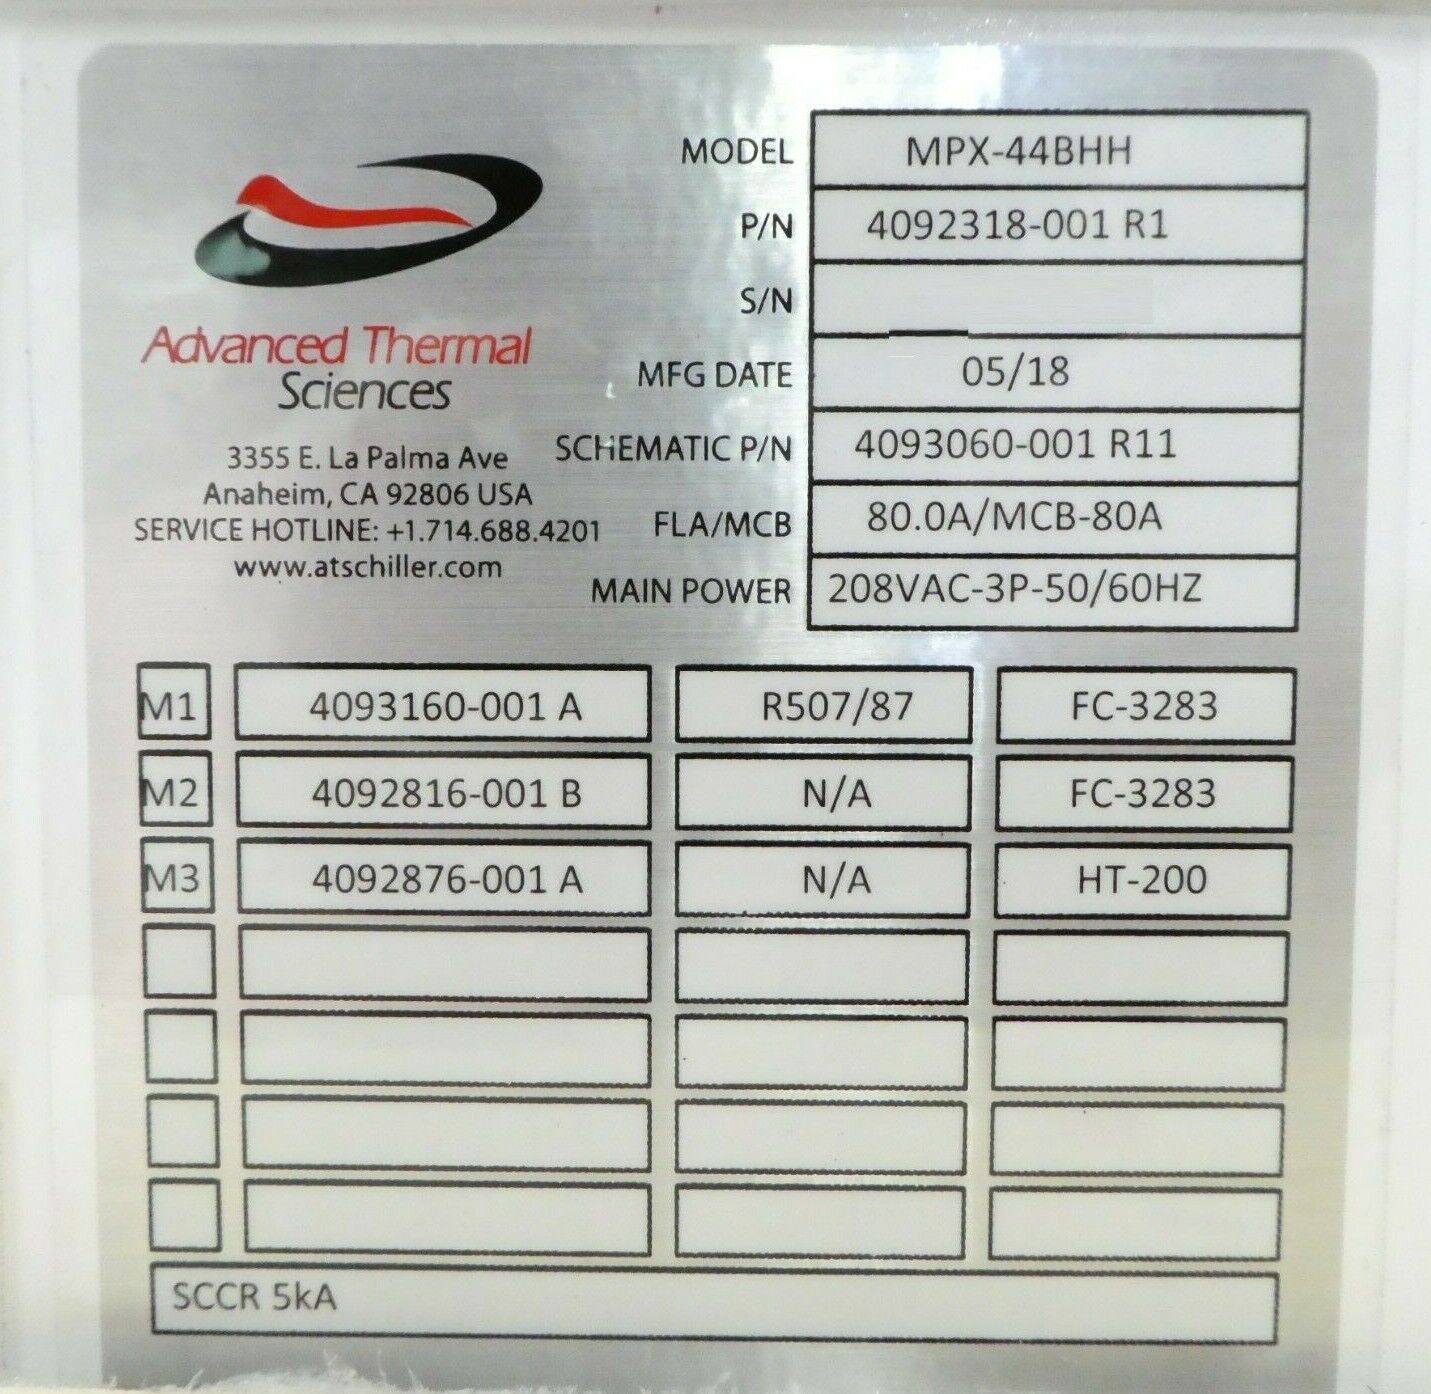 MODEL MPX-44BHH
P/N 4092318-001 R1
S/N
MFG DATE 05/18
SCHEMATIC P/N 4093060-001 R11
FLA/MCB 80.0A/MCB-80A
MAIN POWER 208VAC-3P-50/60HZ
Advanced Thermal
Sciences
3355 E. La Palma Ave
Anaheim, CA 92806 USA
SERVICE HOTLINE: +1.714.688.4201
www.atschiller.com
M1 4093160-001 A R507/87 FC-3283
M2 4092816-001 B N/A FC-3283
M3 4092876-001 A N/A HT-200
SCCR 5kA